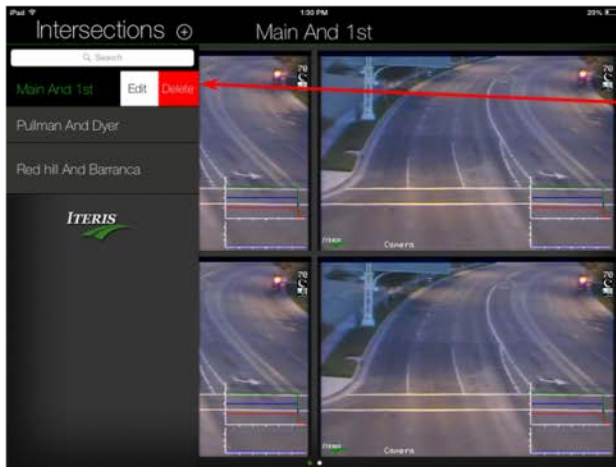 iPad 1:30 PM 29%
Intersections Main And 1st
Search
Main And 1st Edit Delete
Pullman And Dyer
Red hill And Barranca
ITERIS
Camera
Camera